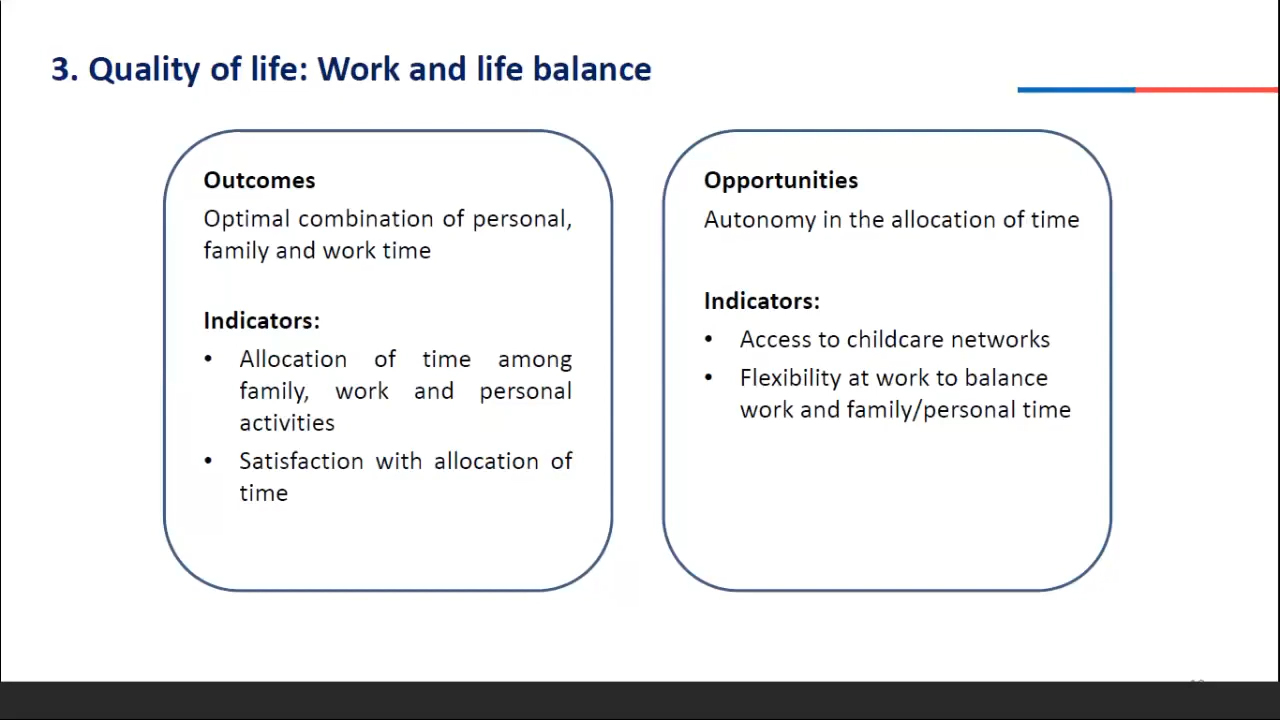 3. Quality of life: Work and life balance
Outcomes
Optimal combination of personal,
family and work time
Indicators:
• Allocation of time among
family, work and personal
activities
• Satisfaction with allocation of
time
Opportunities
Autonomy in the allocation of time
Indicators:
• Access to childcare networks
• Flexibility at work to balance
work and family/personal time